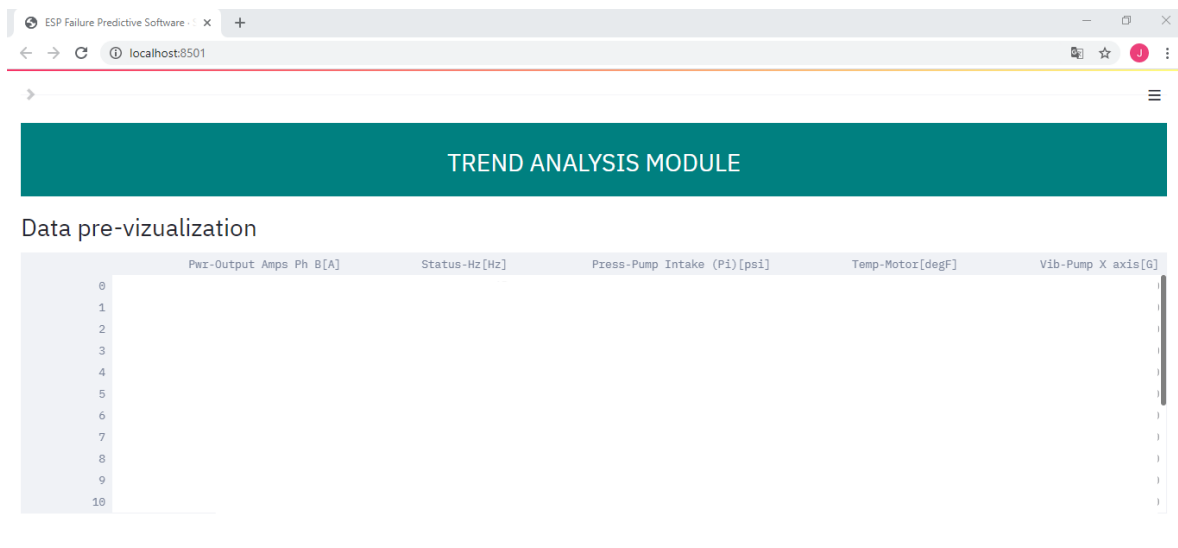 ESP Failure Predictive Software ·
localhost:8501
J
TREND ANALYSIS MODULE
Data pre-vizualization
Pwr-Output Amps Ph B[A] Status-Hz[Hz] Press-Pump Intake (Pi)[psi] Temp-Motor[degF] Vib-Pump X axis[G]
0
1
2
3
4
5
6
7
8
9
10